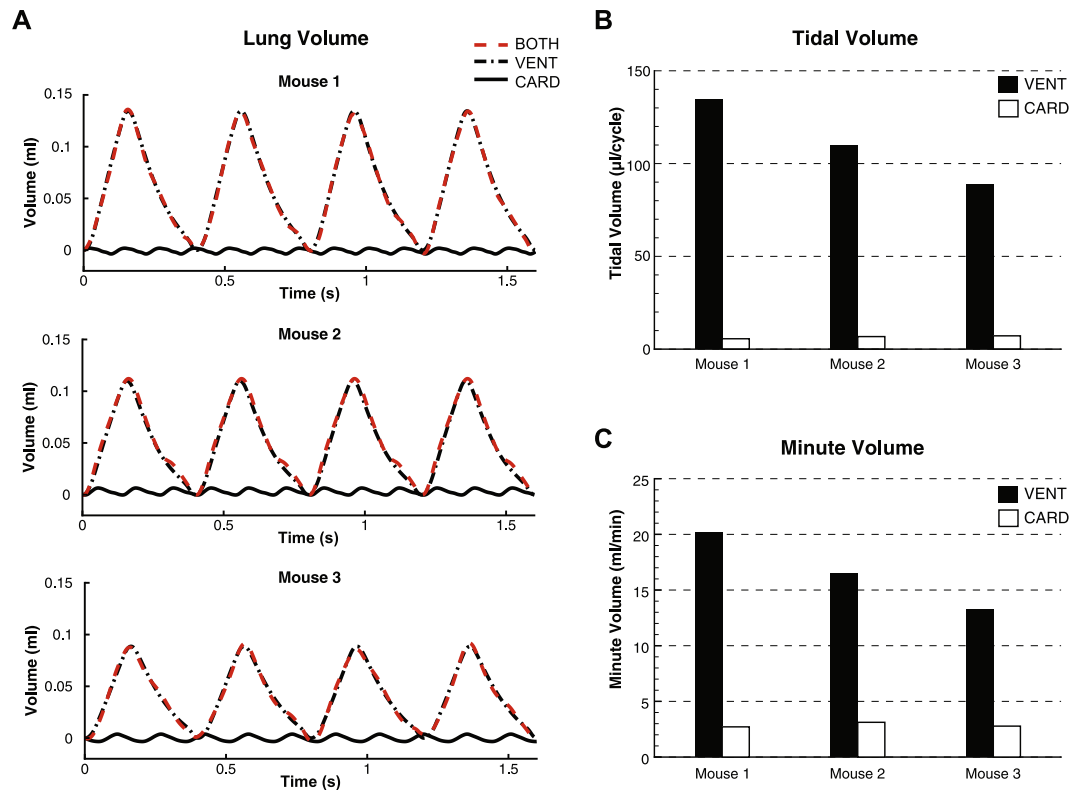 A
Lung Volume
BOTH
VENT
CARD
Mouse 1
0.15
0.1
0.05
0
Volume (ml)
0
0.5
1
1.5
Time (s)
Mouse 2
0.15
0.1
0.05
0
Volume (ml)
0
0.5
1
1.5
Time (s)
Mouse 3
0.15
0.1
0.05
0
Volume (ml)
0
0.5
1
1.5
Time (s)
B
Tidal Volume
VENT
CARD
150
100
50
0
Tidal Volume (µl/cycle)
Mouse 1
Mouse 2
Mouse 3
C
Minute Volume
VENT
CARD
25
20
15
10
5
0
Minute Volume (ml/min)
Mouse 1
Mouse 2
Mouse 3